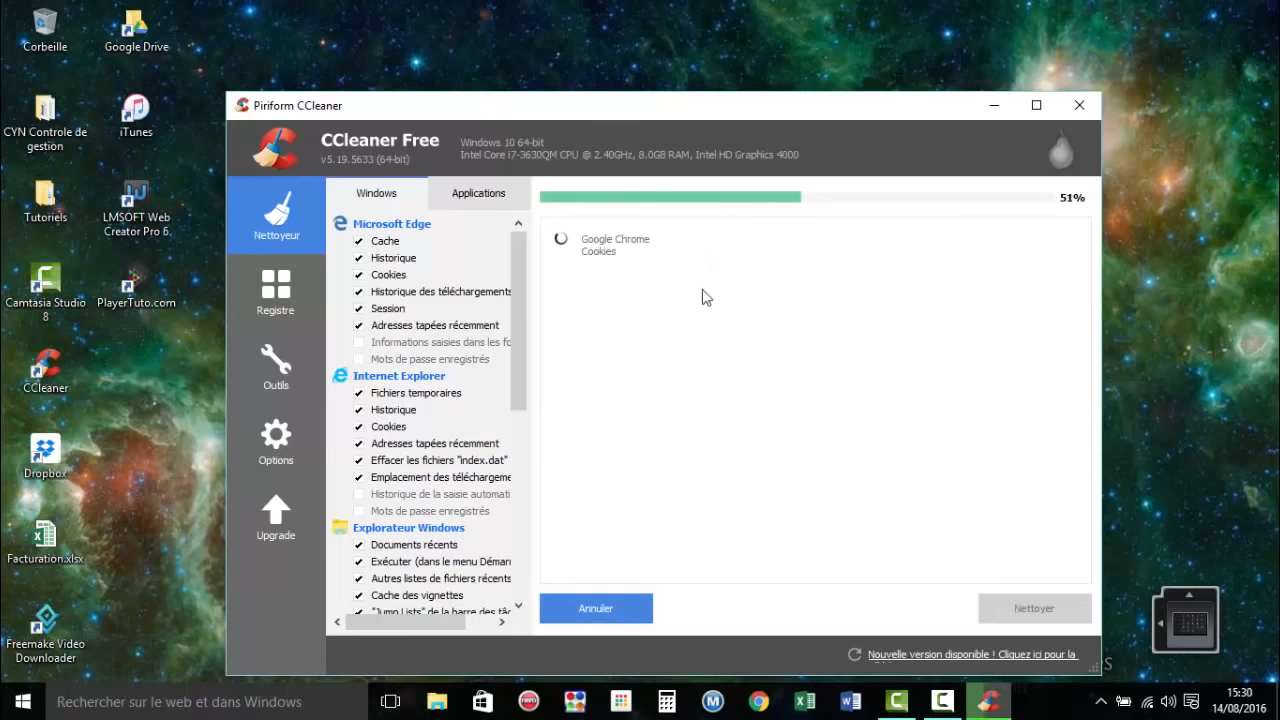 Corbeille
Google Drive
CYN Controle de
gestion
iTunes
Tutoriels
LMSOFT Web
Creator Pro 6.
Camtasia Studio
8
PlayerTuto.com
CCleaner
Dropbox
Facturation.xlsx
Freemake Video
Downloader
Piriform CCleaner
CCleaner Free
v5.19.5633 (64-bit)
Windows 10 64-bit
Intel Core i7-3630QM CPU @ 2.40GHz, 8.0GB RAM, Intel HD Graphics 4000
Nettoyeur
Registre
Outils
Options
Upgrade
Windows
Applications
Microsoft Edge
Cache
Historique
Cookies
Historique des téléchargements
Session
Adresses tapées récemment
Informations saisies dans les fo
Mots de passe enregistrés
Internet Explorer
Fichiers temporaires
Historique
Cookies
Adresses tapées récemment
Effacer les fichiers "index.dat"
Emplacement des téléchargeme
Historique de la saisie automati
Mots de passe enregistrés
Explorateur Windows
Documents récents
Exécuter (dans le menu Démar
Autres listes de fichiers récents
Cache des vignettes
"Jump Lists" de la barre des tâc
51%
Google Chrome
Cookies
Annuler
Nettoyer
Nouvelle version disponible ! Cliquez ici pour la
Rechercher sur le web et dans Windows
15:30
14/08/2016